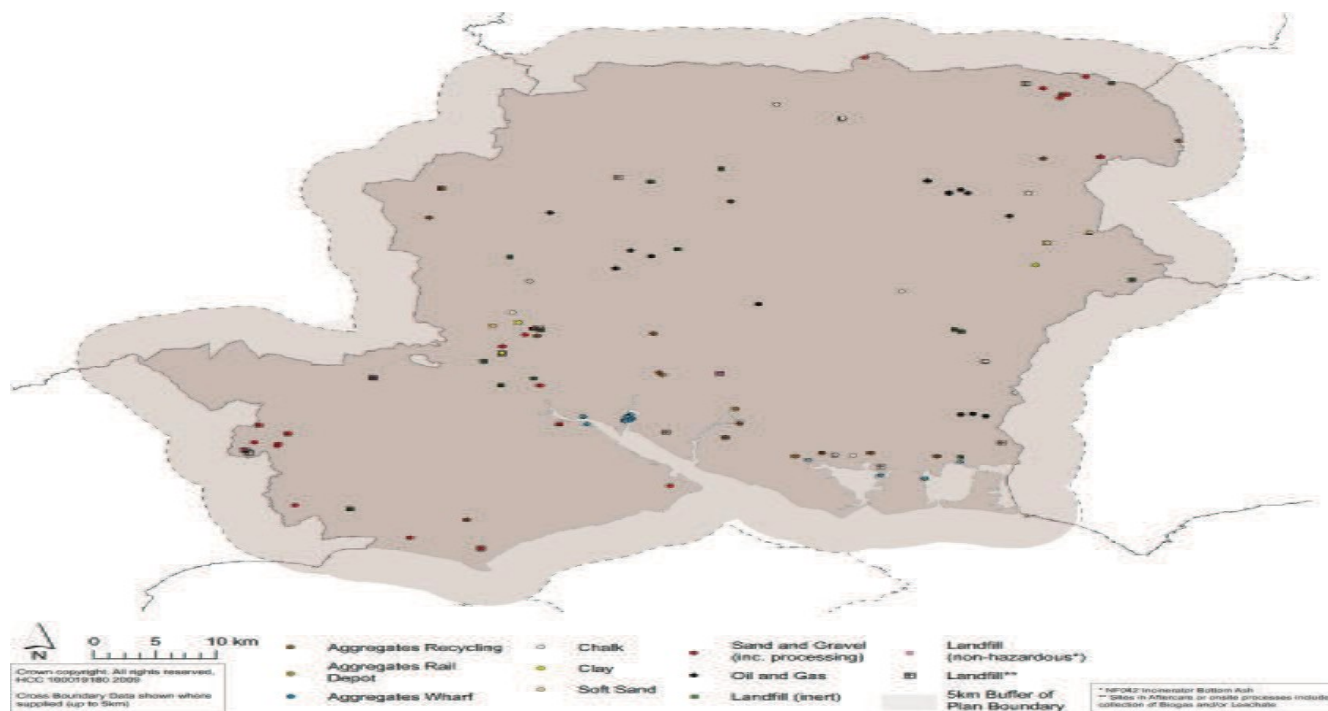 N
0 5 10 km
Crown copyright. All rights reserved.
HCC 100019180 2009
Cross Boundary Data shown where
supplied (up to 5km)
Aggregates Recycling
Aggregates Rail
Depot
Aggregates Wharf
Chalk
Clay
Soft Sand
Sand and Gravel
(inc. processing)
Oil and Gas
Landfill (inert)
Landfill
(non-hazardous*)
Landfill**
5km Buffer of
Plan Boundary
* NF042 Incinerator Bottom Ash
** Sites in Aftercare or onsite processes include
collection of Biogas and/or Leachate